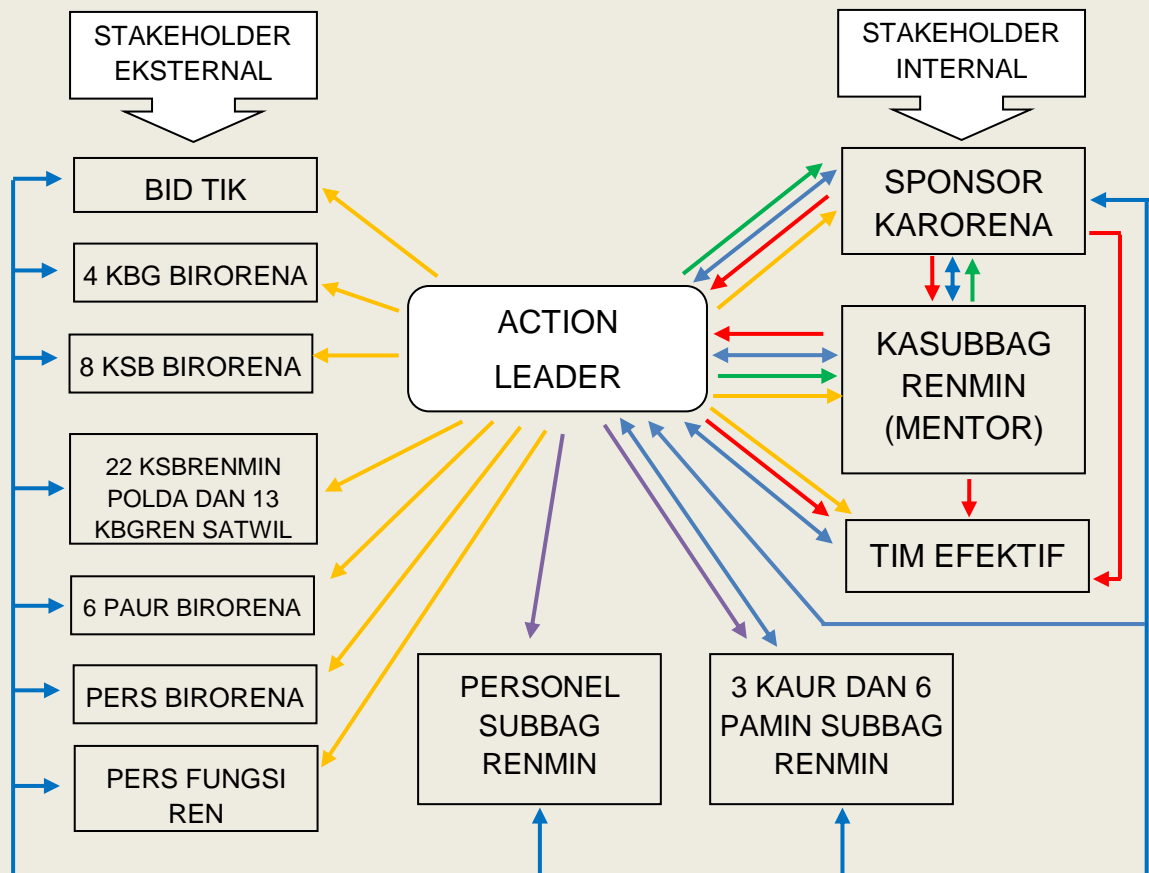 STAKEHOLDER
EKSTERNAL
STAKEHOLDER
INTERNAL
BID TIK
4 KBG BIRORENA
8 KSB BIRORENA
22 KSBRENMIN
POLDA DAN 13
KBGREN SATWIL
6 PAUR BIRORENA
PERS BIRORENA
PERS FUNGSI
REN
ACTION
LEADER
SPONSOR
KARORENA
KASUBBAG
RENMIN
(MENTOR)
TIM EFEKTIF
PERSONEL
SUBBAG
RENMIN
3 KAUR DAN 6
PAMIN SUBBAG
RENMIN